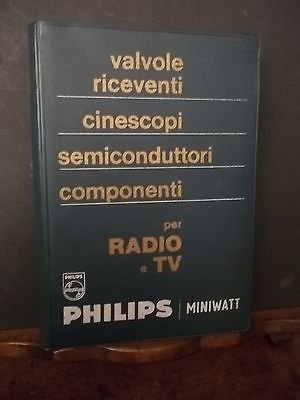 valvole
riceventi
cinescopi
semiconduttori
componenti
per
RADIO
e TV
PHILIPS
PHILIPS | MINIWATT